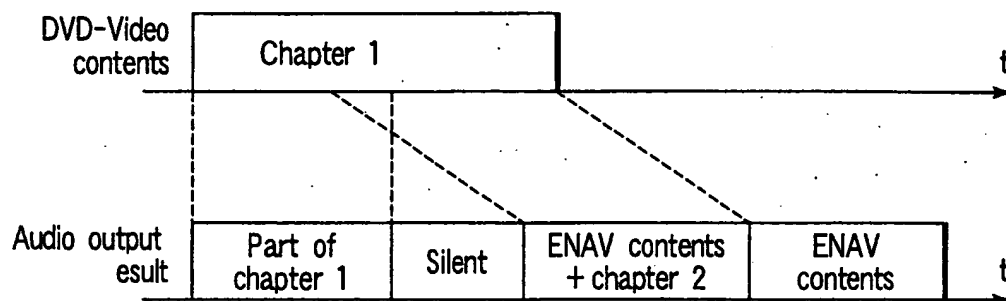 DVD-Video
contents
Chapter 1
t
Audio output
esult
Part of
chapter 1
Silent
ENAV contents
+ chapter 2
ENAV
contents
t